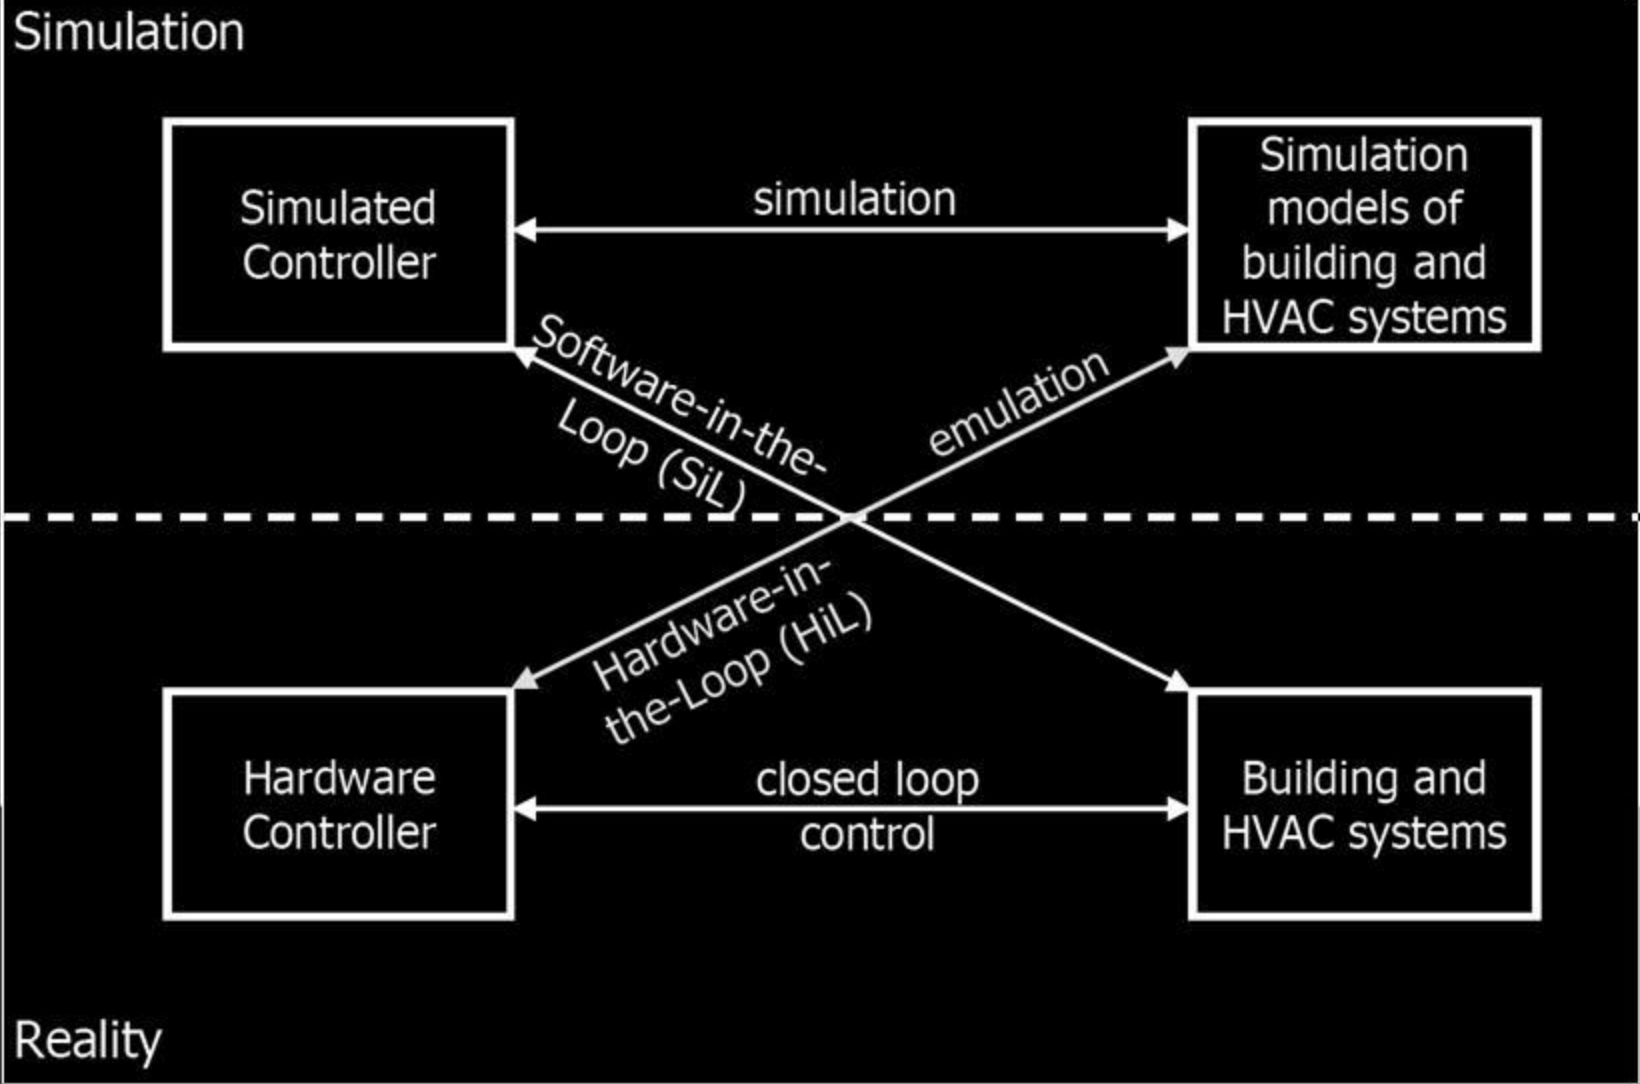 Simulation
Simulated
Controller
simulation
Simulation
models of
building and
HVAC systems
Software-in-the-
Loop (SiL)
emulation
Hardware-in-
the-Loop (HiL)
Hardware
Controller
closed loop
control
Building and
HVAC systems
Reality